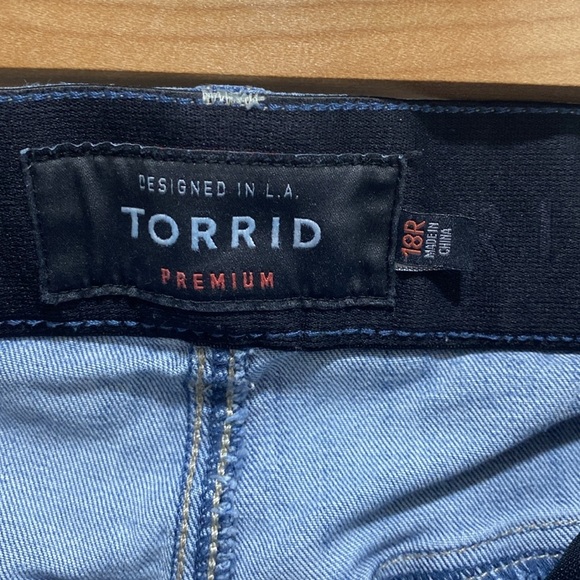 DESIGNED IN L.A.
TORRID
PREMIUM
18R
MADE IN
CHINA